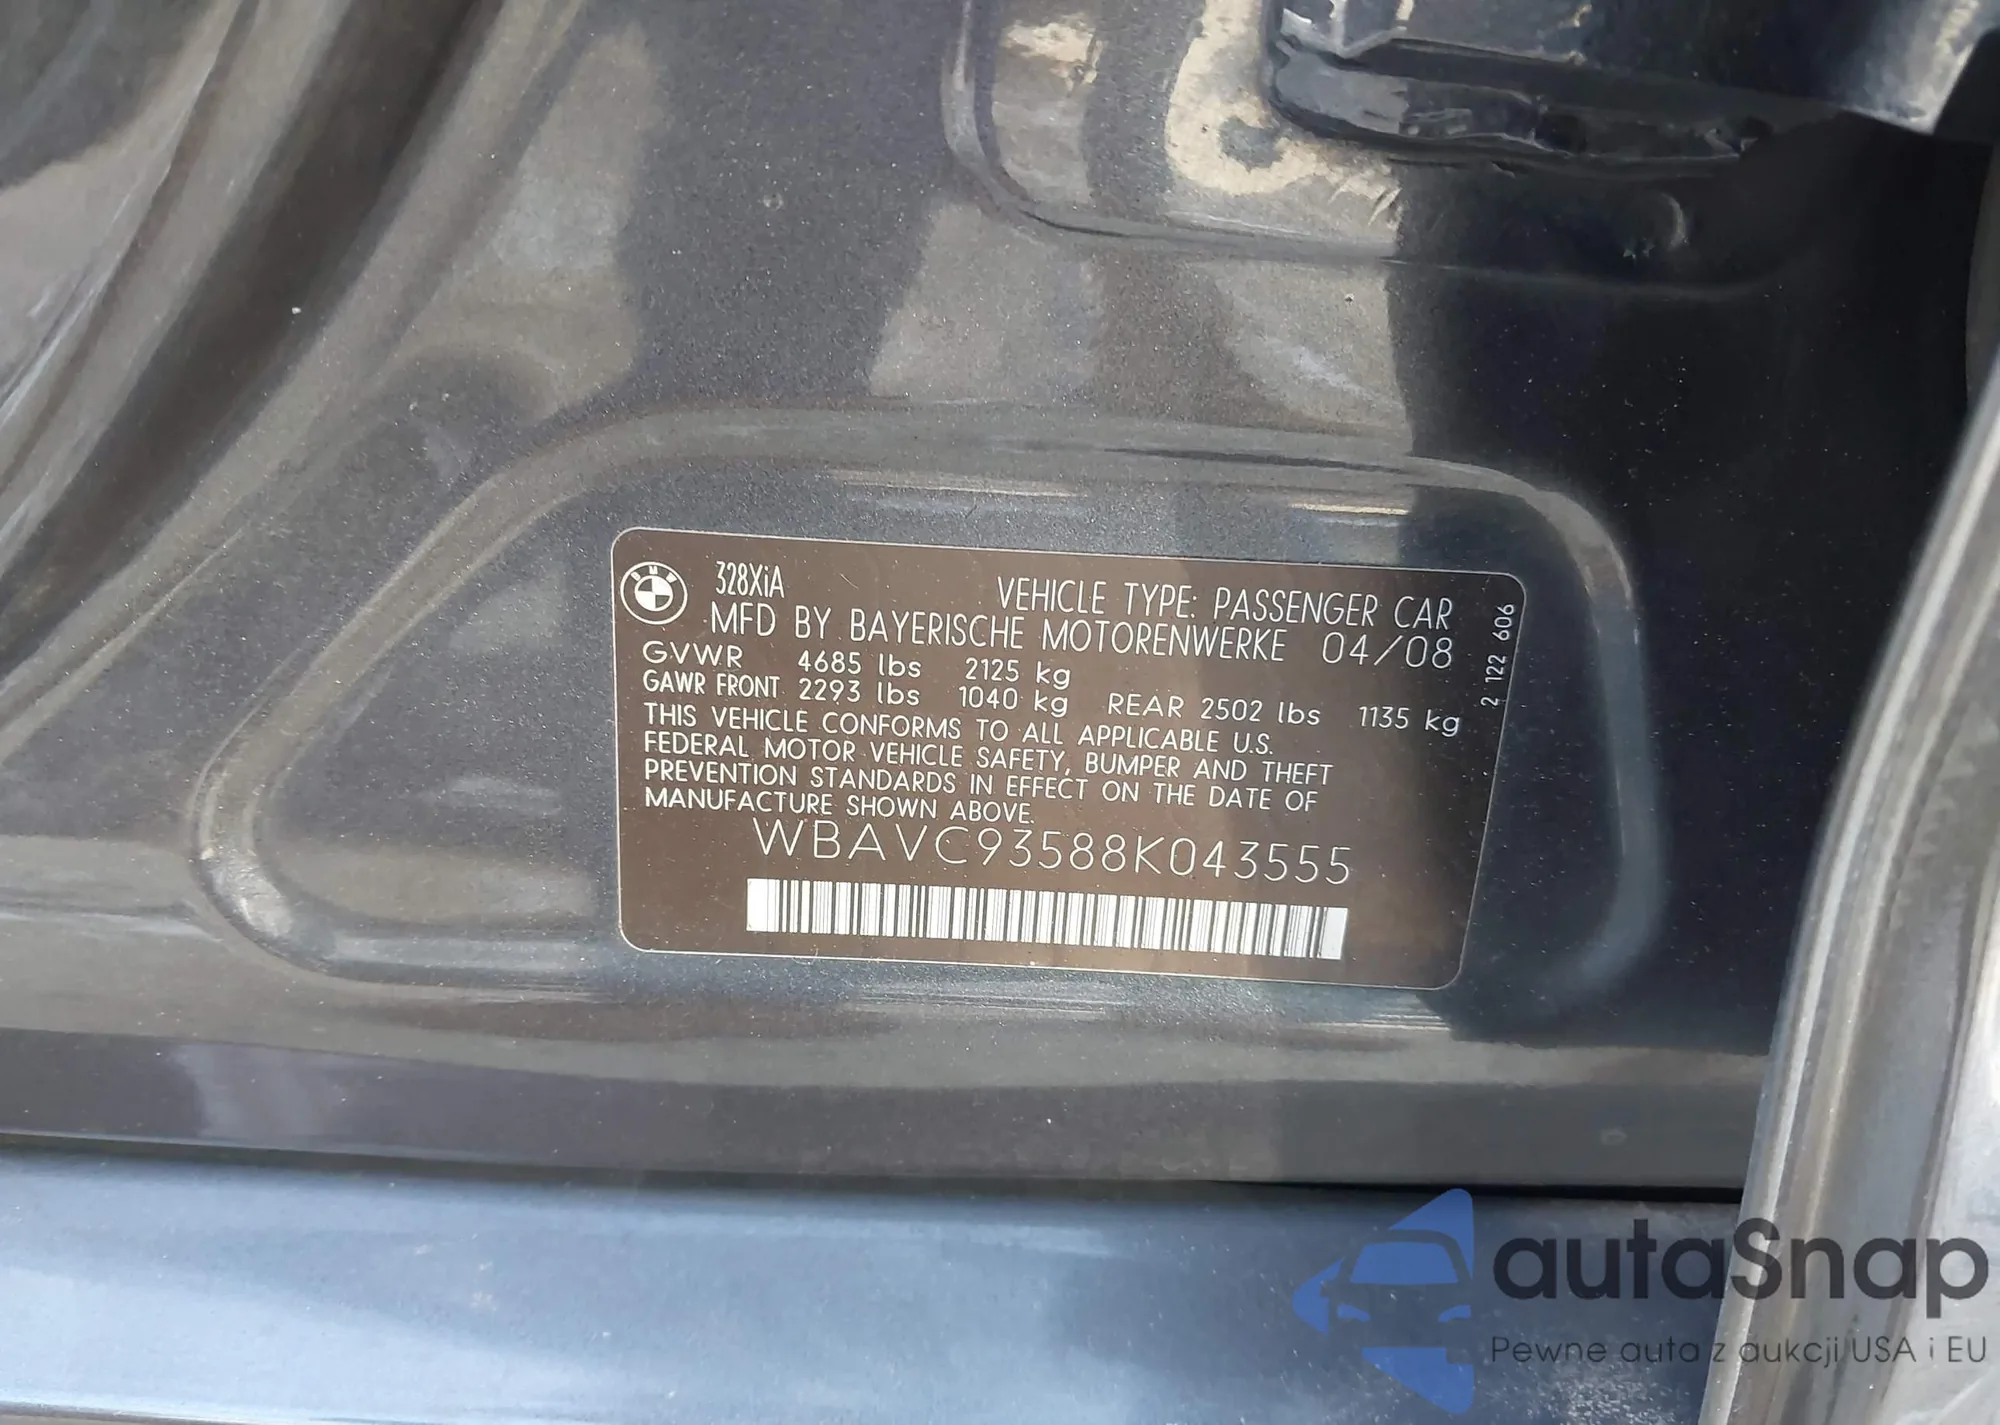 BMW
328XiA
VEHICLE TYPE: PASSENGER CAR
MFD BY BAYERISCHE MOTORENWERKE 04/08
GVWR 4685 lbs 2125 kg
GAWR FRONT 2293 lbs 1040 kg REAR 2502 lbs 1135 kg
THIS VEHICLE CONFORMS TO ALL APPLICABLE U.S.
FEDERAL MOTOR VEHICLE SAFETY, BUMPER AND THEFT
PREVENTION STANDARDS IN EFFECT ON THE DATE OF
MANUFACTURE SHOWN ABOVE.
WBAVC93588K043555
2 122 606
autaSnap
Pewne auta z aukcji USA i EU